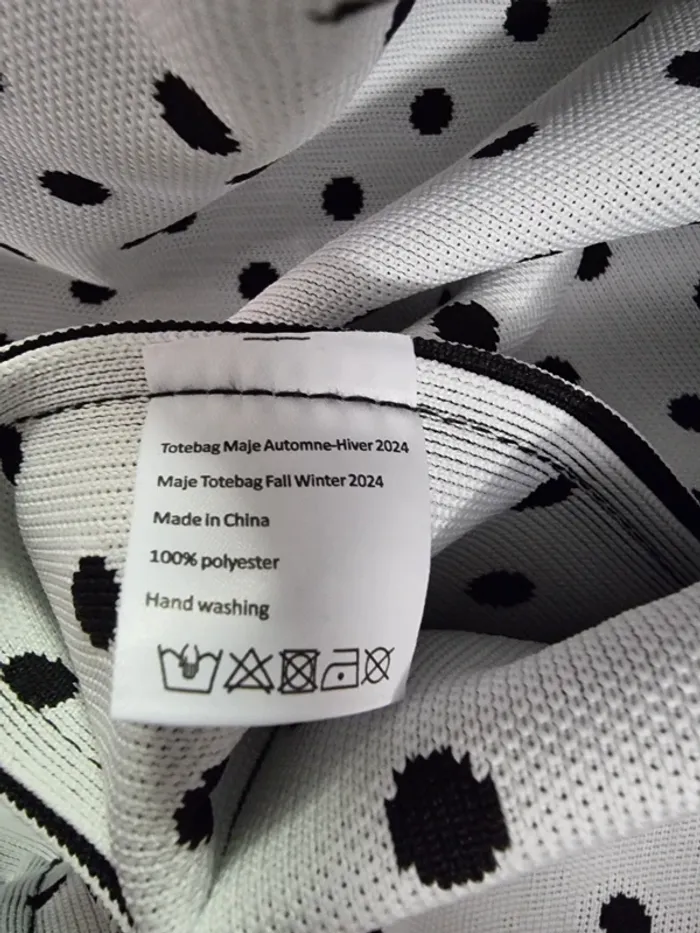 Totebag Maje Automne-Hiver 2024
Maje Totebag Fall Winter 2024
Made in China
100% polyester
Hand washing